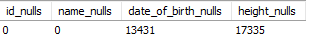 id_nulls name_nulls date_of_birth_nulls height_nulls
0 0 13431 17335